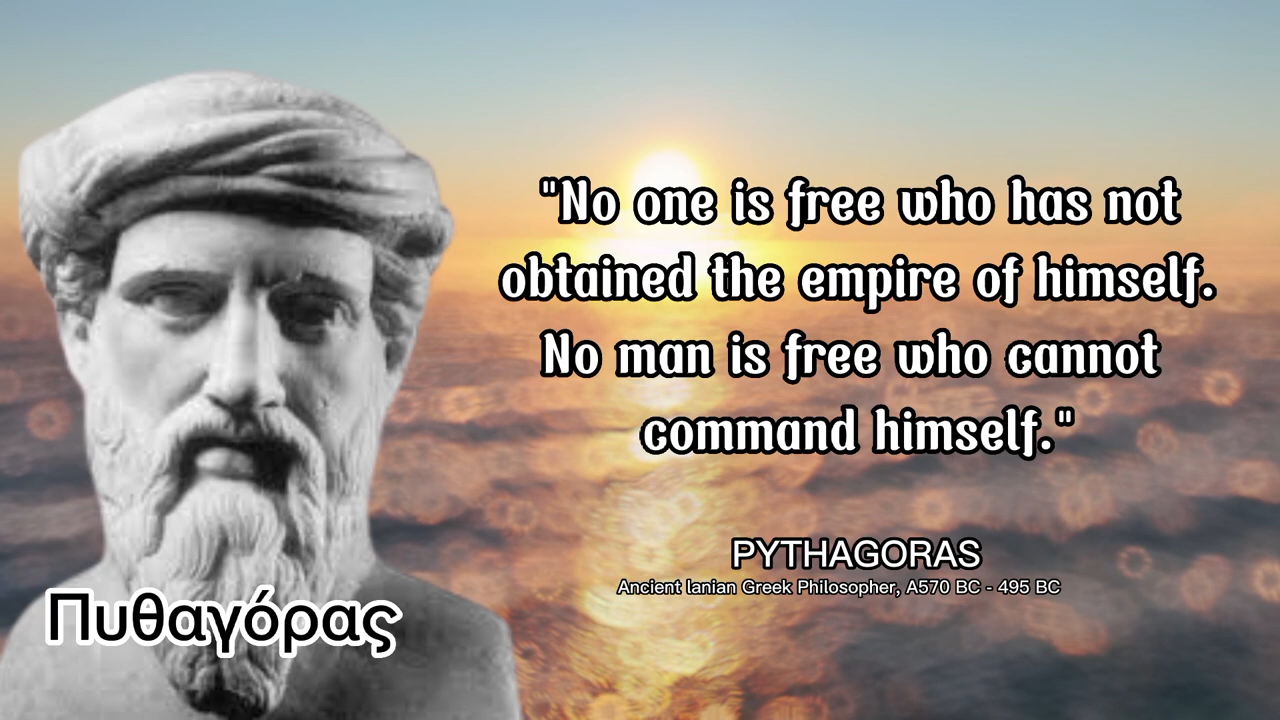 "No one is free who has not
obtained the empire of himself.
No man is free who cannot
command himself."
PYTHAGORAS
Ancient Ianian Greek Philosopher, A570 BC - 495 BC
Πυθαγόρας